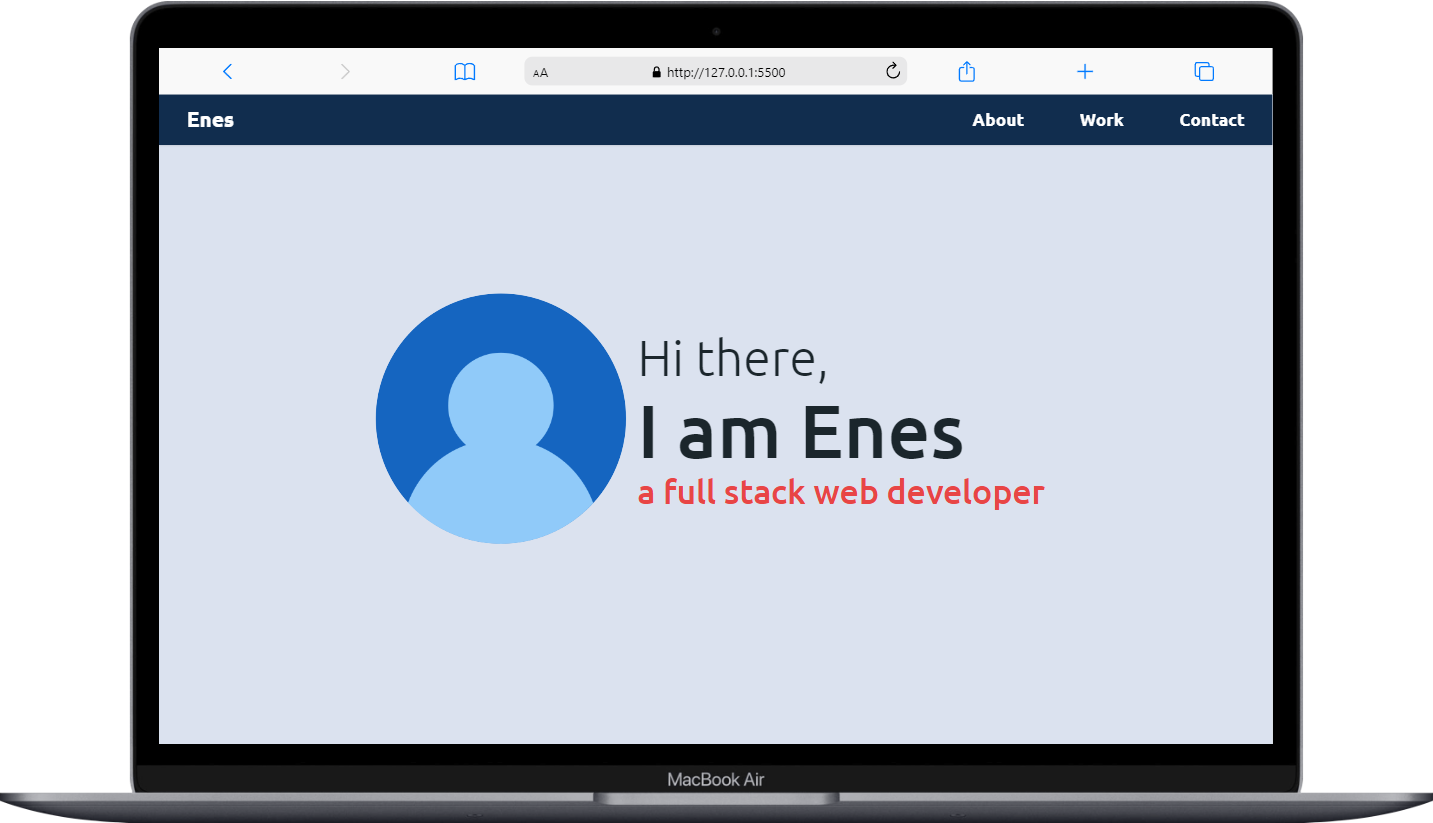 AA
http://127.0.0.1:5500
Enes
About
Work
Contact
Hi there,
I am Enes
a full stack web developer
MacBook Air